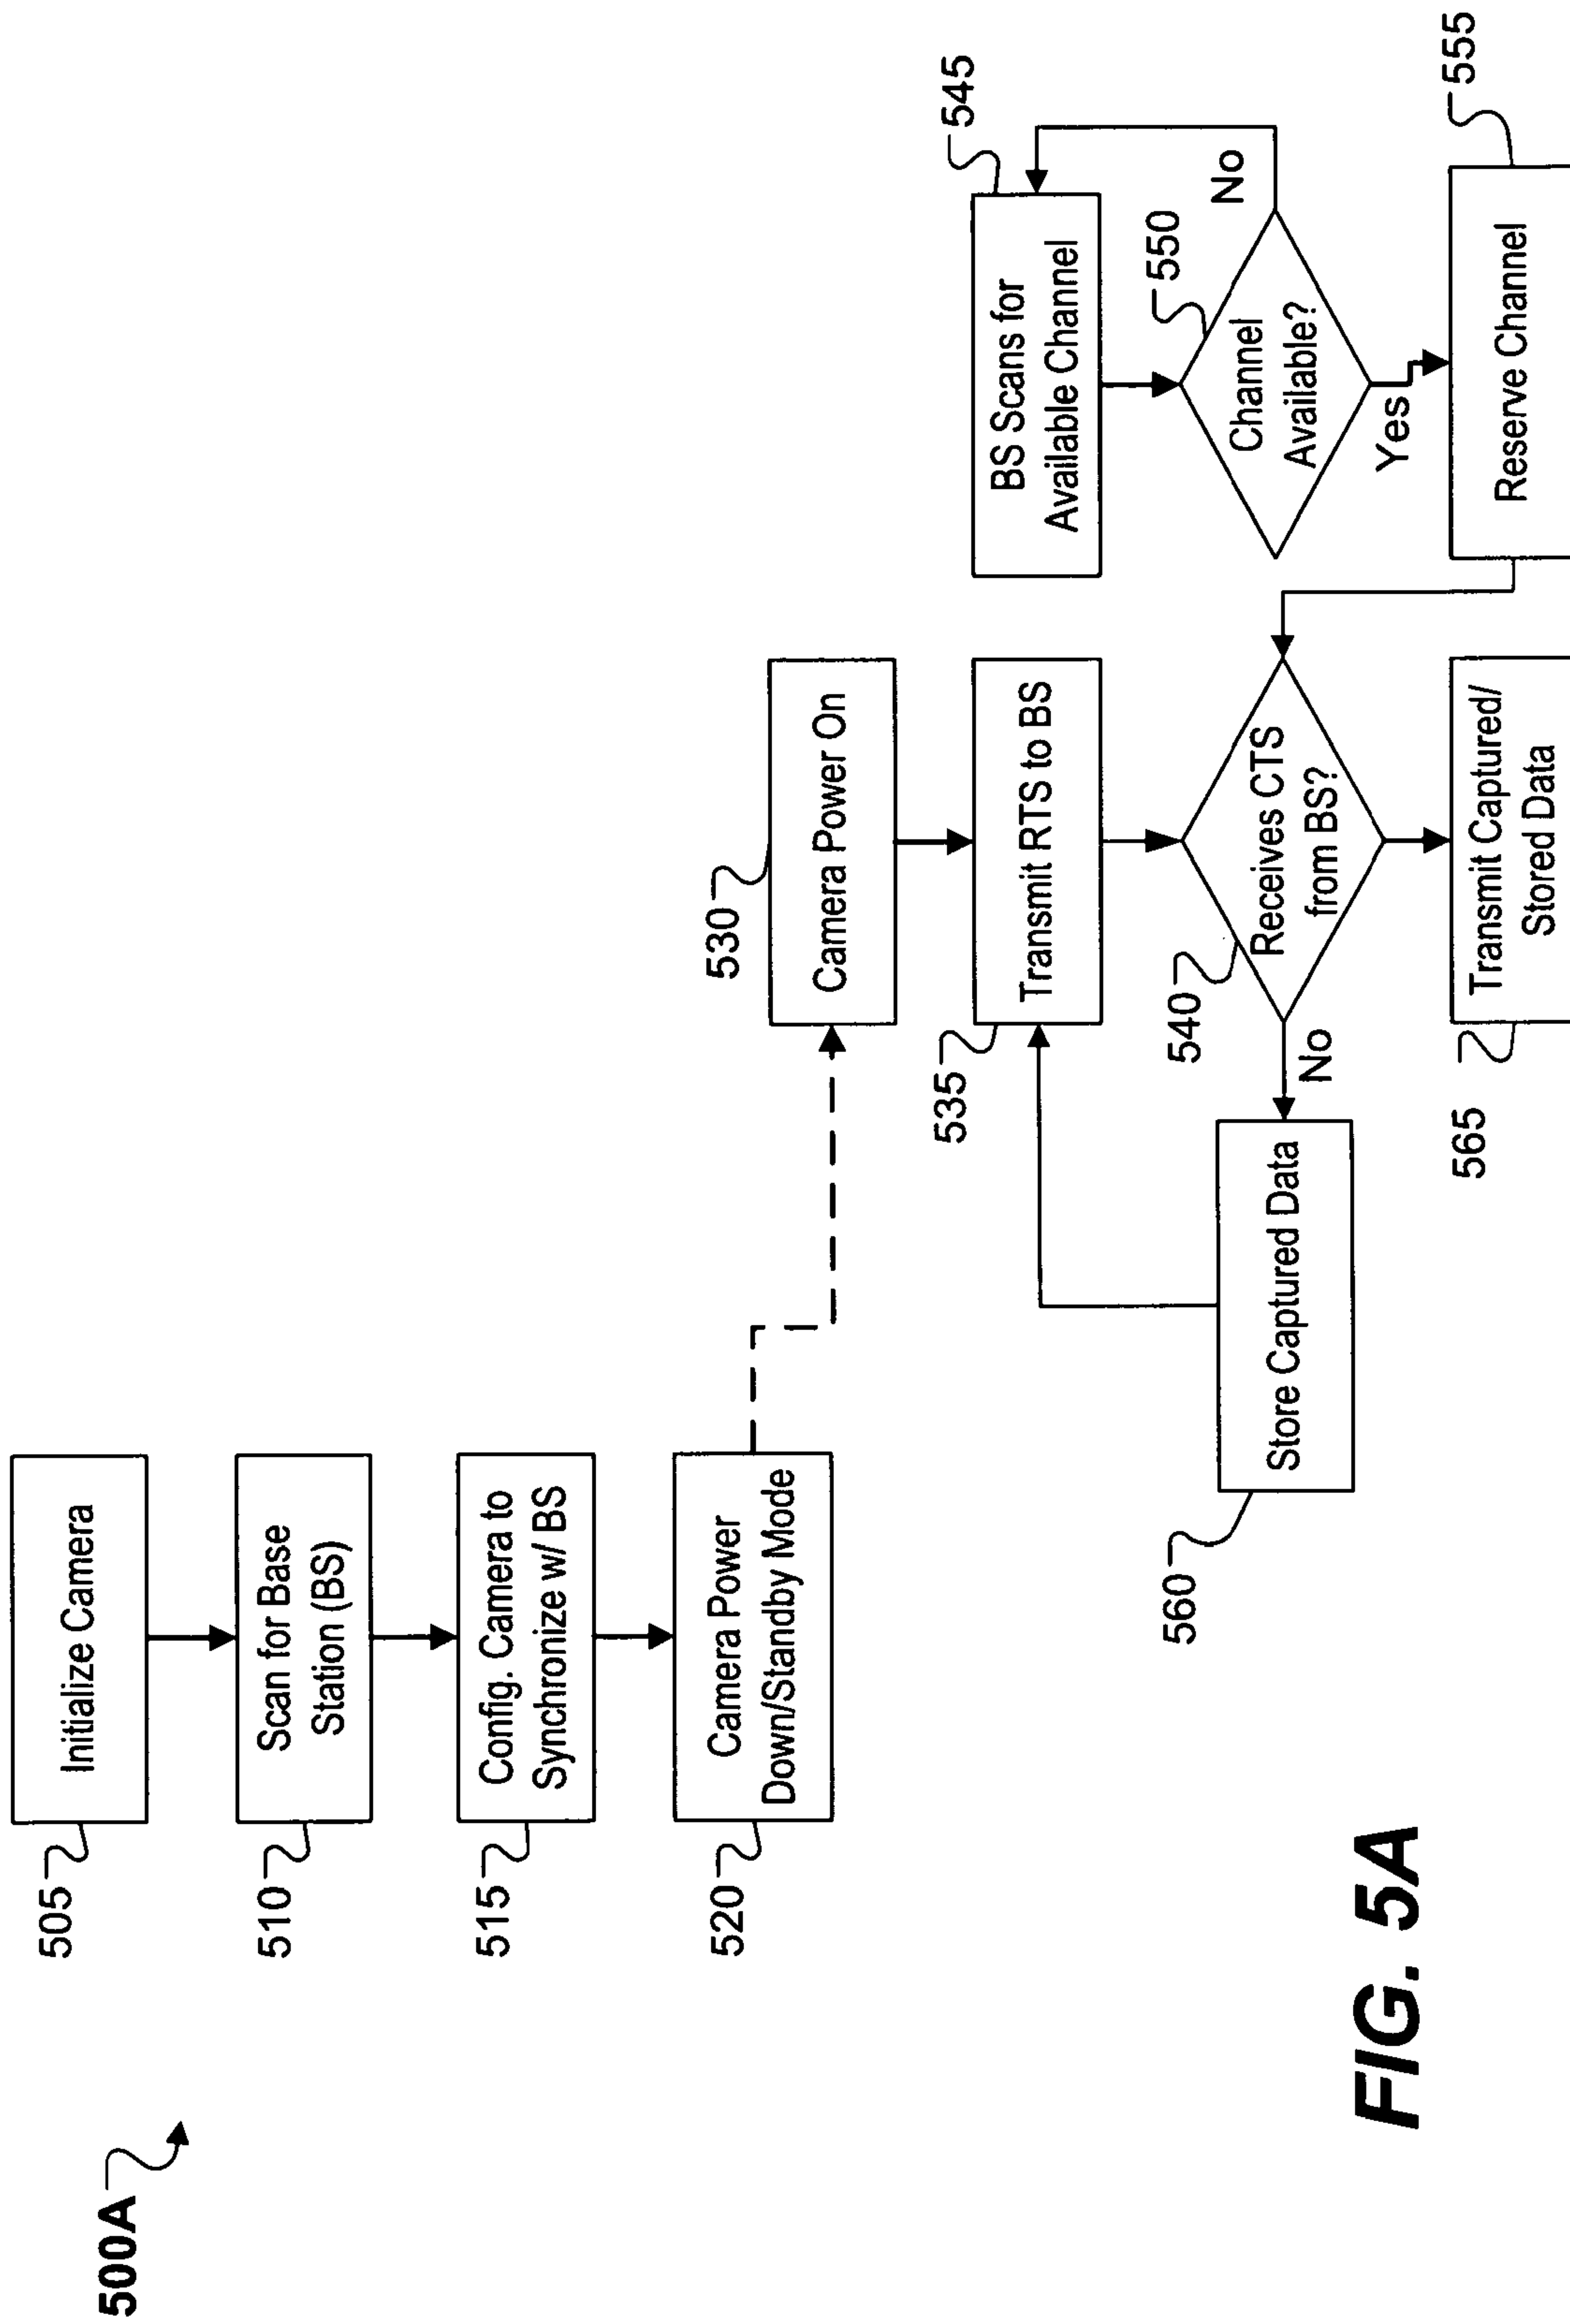 500A
505
Initialize Camera
510
Scan for Base
Station (BS)
515
Config. Camera to
Synchronize w/ BS
520
Camera Power
Down/Standby Mode
530
Camera Power On
535
Transmit RTS to BS
540
Receives CTS
from BS?
No
545
BS Scans for
Available Channel
550
Channel
Available?
No
Yes
555
Reserve Channel
560
Store Captured Data
565
Transmit Captured/
Stored Data
FIG. 5A